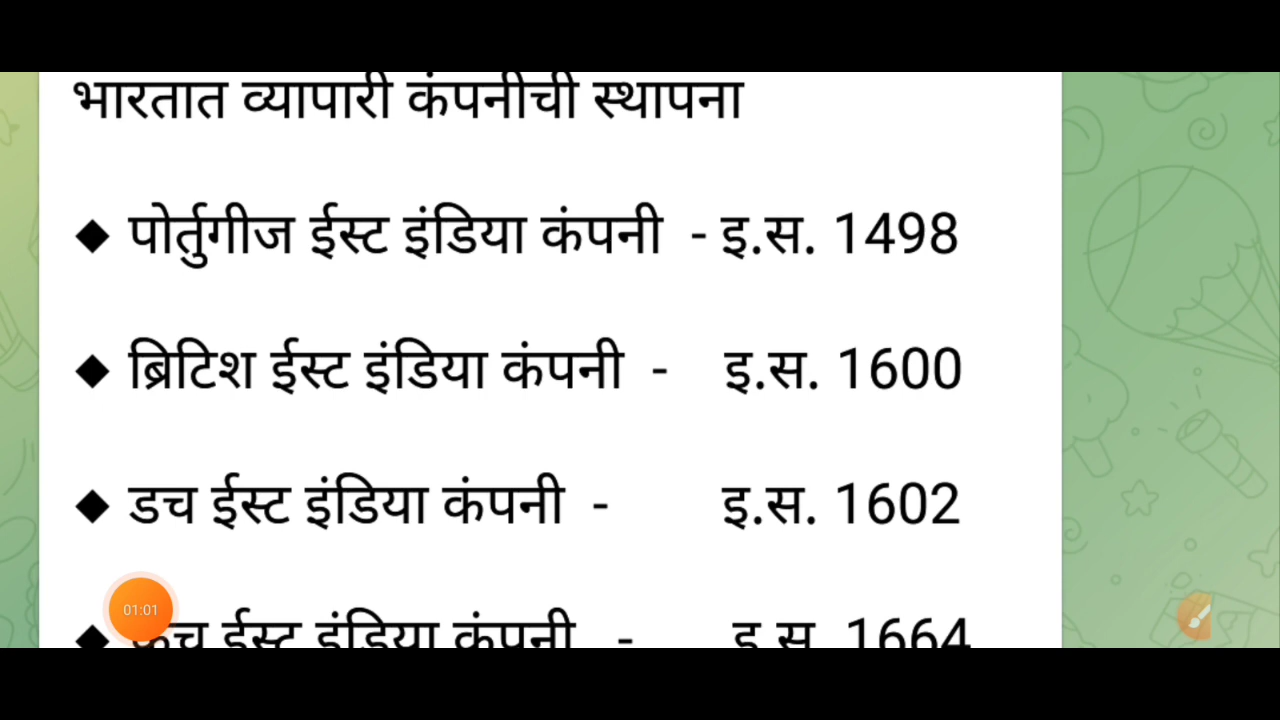 भारतात व्यापारी कंपनीची स्थापना
◆ पोर्तुगीज ईस्ट इंडिया कंपनी - इ.स. 1498
◆ ब्रिटिश ईस्ट इंडिया कंपनी - इ.स. 1600
◆ डच ईस्ट इंडिया कंपनी - इ.स. 1602
◆ ईस्ट इंडिया कंपनी - इ.स. 1664
01:01